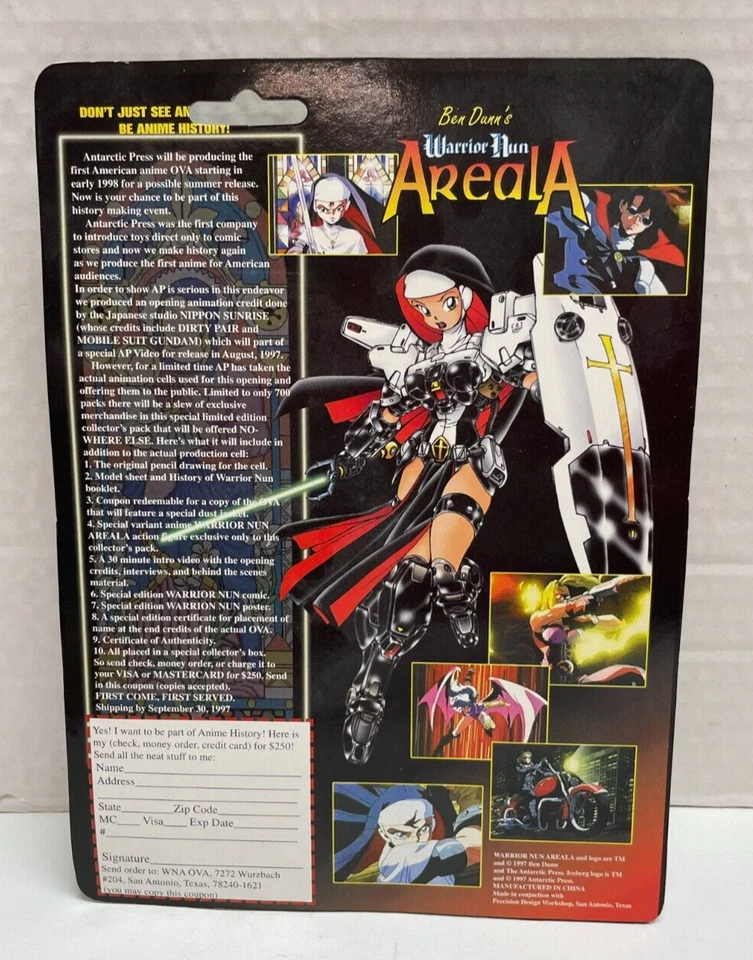 DON'T JUST SEE AN
BE ANIME HISTORY!
Antarctic Press will be producing the
first American anime OVA starting in
early 1998 for a possible summer release.
Now is your chance to be part of this
history making event.
Antarctic Press was the first company
to introduce toys direct only to comic
stores and now we make history again
as we produce the first anime for American
audiences.
In order to show AP is serious in this endeavor
we produced an opening animation credit done
by the Japanese studio NIPPON SUNRISE
(whose credits include DIRTY PAIR and
MOBILE SUIT GUNDAM) which will part of
a special AP Video for release in August, 1997.
However, for a limited time AP has taken the
actual animation cells used for this opening and
offering them to the public. Limited to only 700
packs there will be a slew of exclusive
merchandise in this special limited edition
collector's pack that will be offered NO-
WHERE ELSE. Here's what it will include in
addition to the actual production cell:
1. The original pencil drawing for the cell.
2. Model sheet and History of Warrior Nun
booklet.
3. Coupon redeemable for a copy of the OVA
that will feature a special dust jacket.
4. Special variant anime WARRIOR NUN
AREALA action figure exclusive only to this
collector's pack.
5. A 30 minute intro video with the opening
credits, interviews, and behind the scenes
material.
6. Special edition WARRIOR NUN comic.
7. Special edition WARRION NUN poster.
8. A special edition certificate for placement of
name at the end credits of the actual OVA.
9. Certificate of Authenticity.
10. All placed in a special collector's box.
So send check, money order, or charge it to
your VISA or MASTERCARD for $250, Send
in this coupon (copies accepted).
FIRST COME, FIRST SERVED.
Shipping by September 30, 1997
Yes! I want to be part of Anime History! Here is
my (check, money order, credit card) for $250!
Send all the neat stuff to me:
Name
Address
State Zip Code
MC Visa Exp Date
#
Signature
Send order to: WNA OVA, 7272 Wurzbach
#204, San Antonio, Texas, 78240-1621
(you may copy this coupon)
Ben Dunn's
Warrior Nun
ARealA
WARRIOR NUN AREALA and logo are TM
and © 1997 Ben Dunn
and The Antarctic Press. Iceberg logo is TM
and © 1997 Antarctic Press.
MANUFACTURED IN CHINA
Made in conjuction with
Precision Design Workshop, San Antonio, Texas